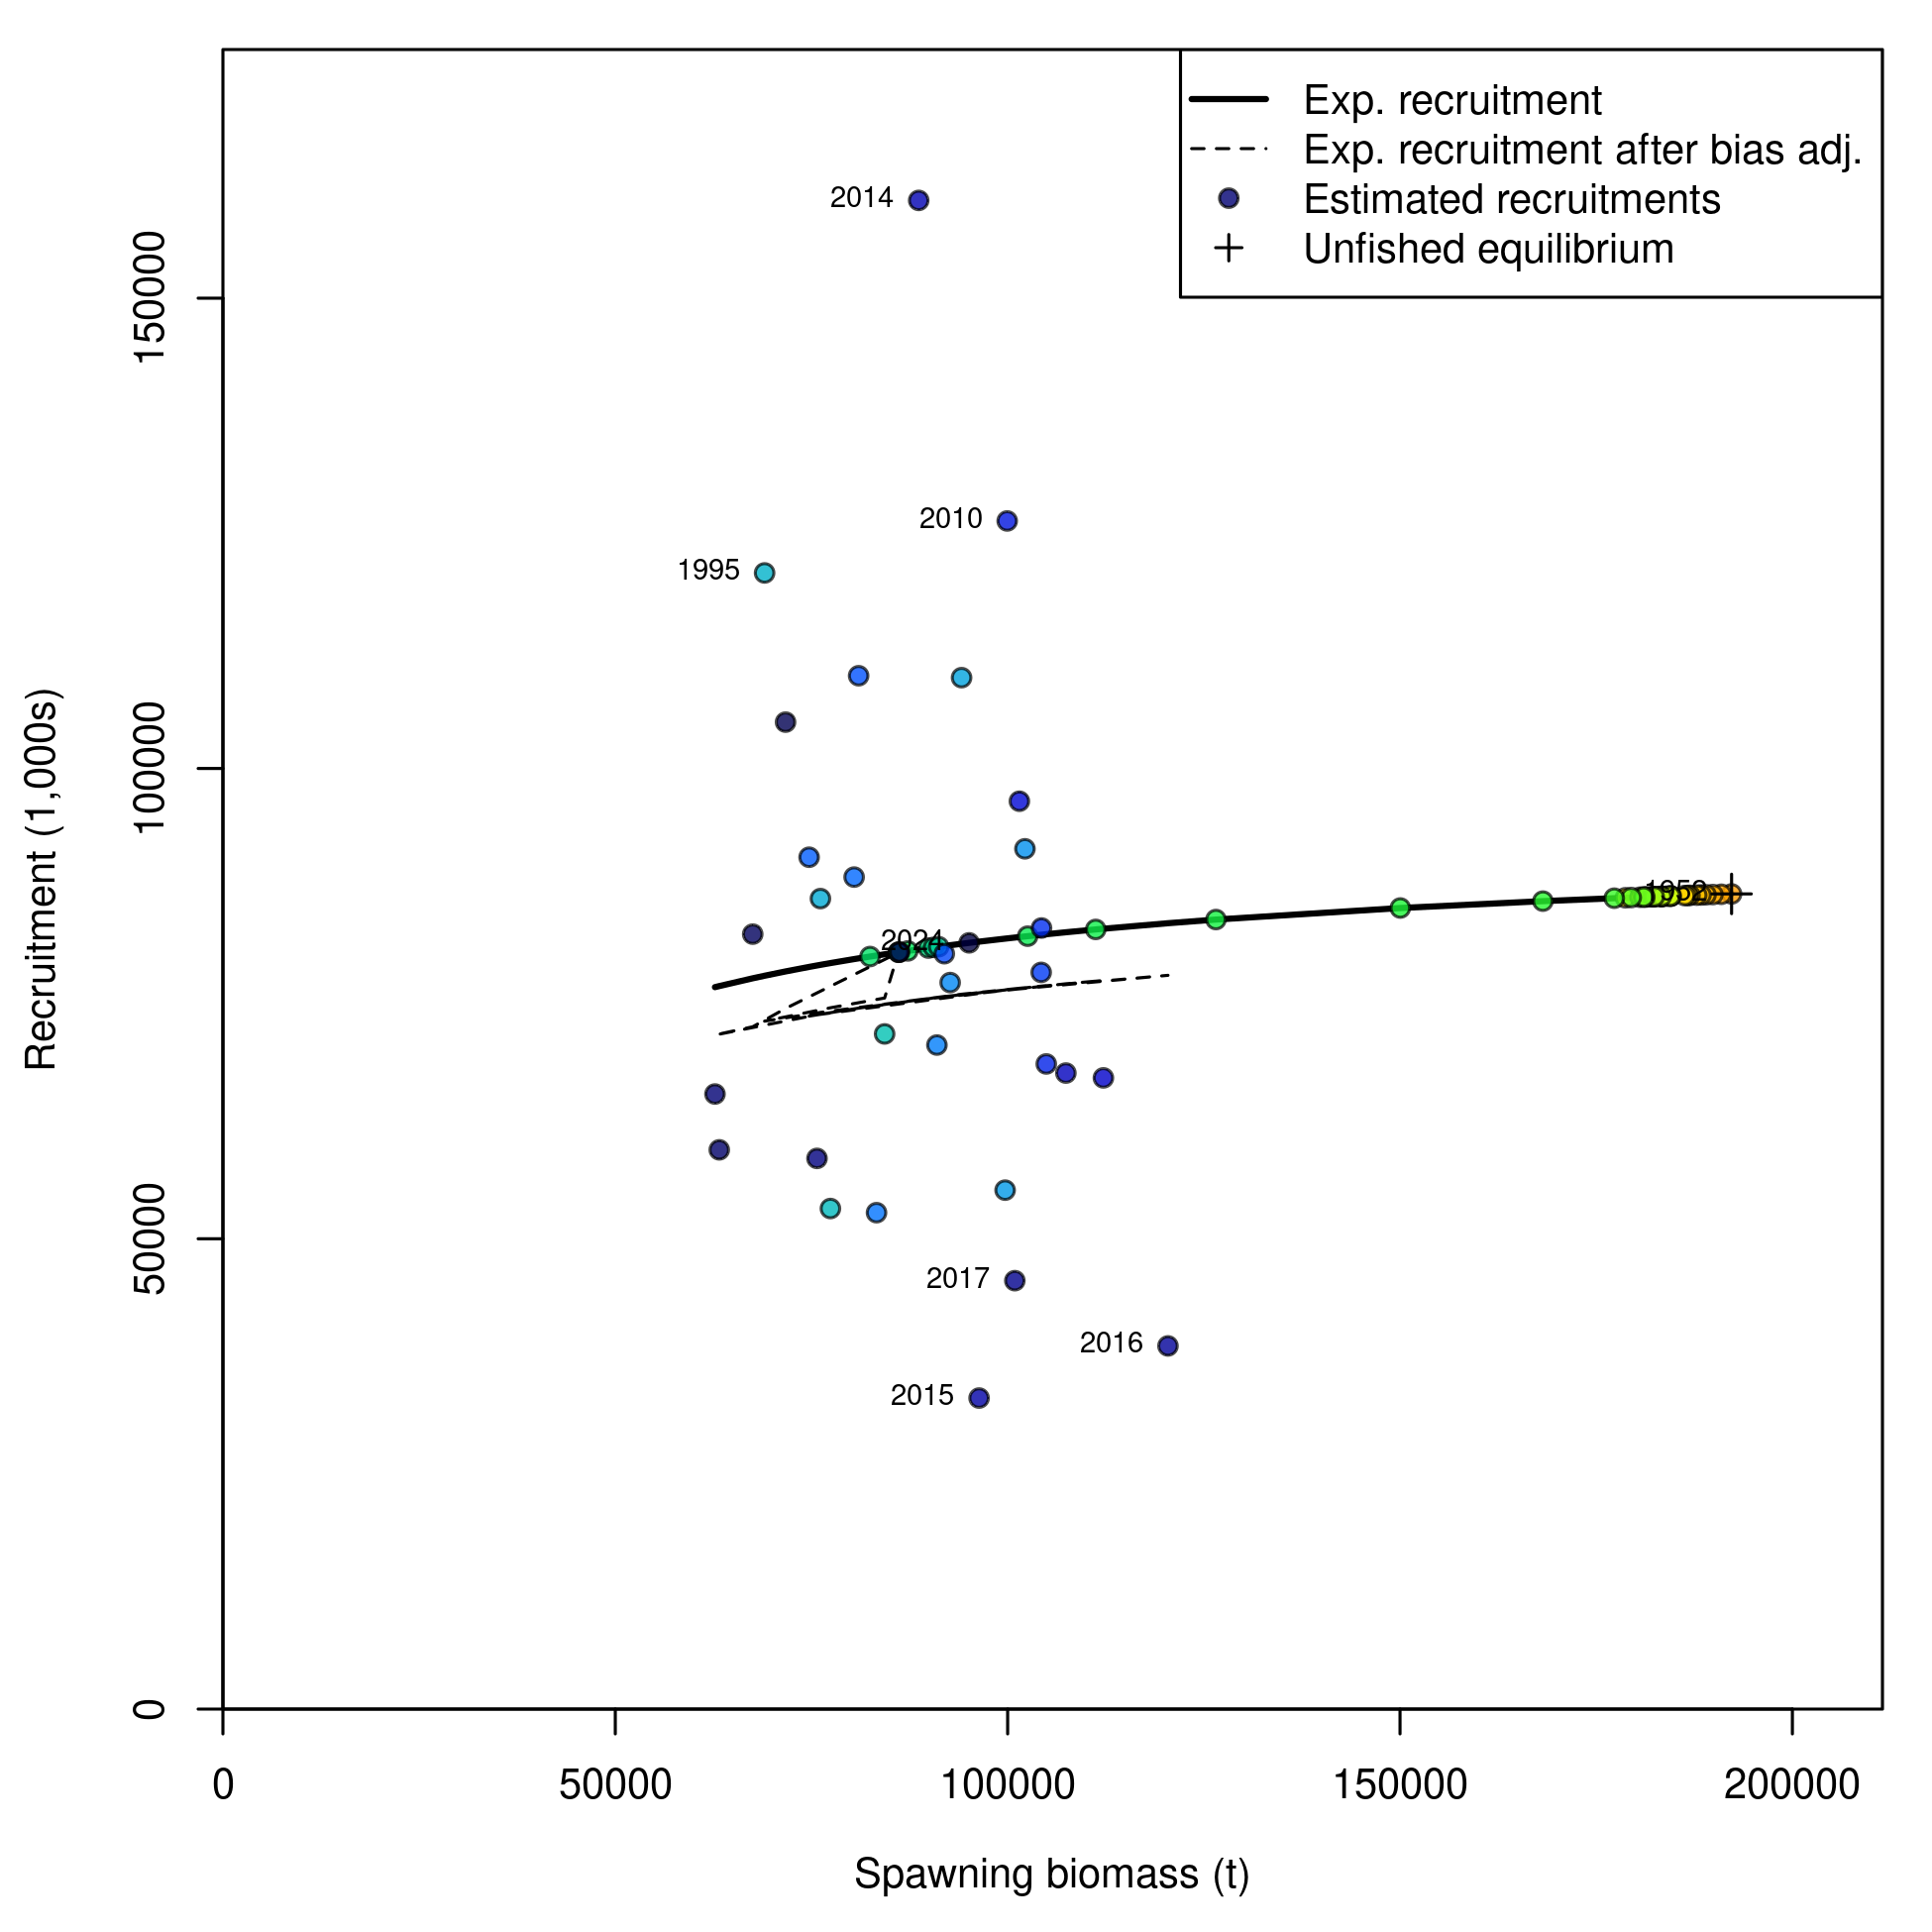 Exp. recruitment
Exp. recruitment after bias adj.
Estimated recruitments
Unfished equilibrium
2014
2010
1995
1952
2024
2017
2016
2015
150000
100000
50000
0
Recruitment (1,000s)
0
50000
100000
150000
200000
Spawning biomass (t)